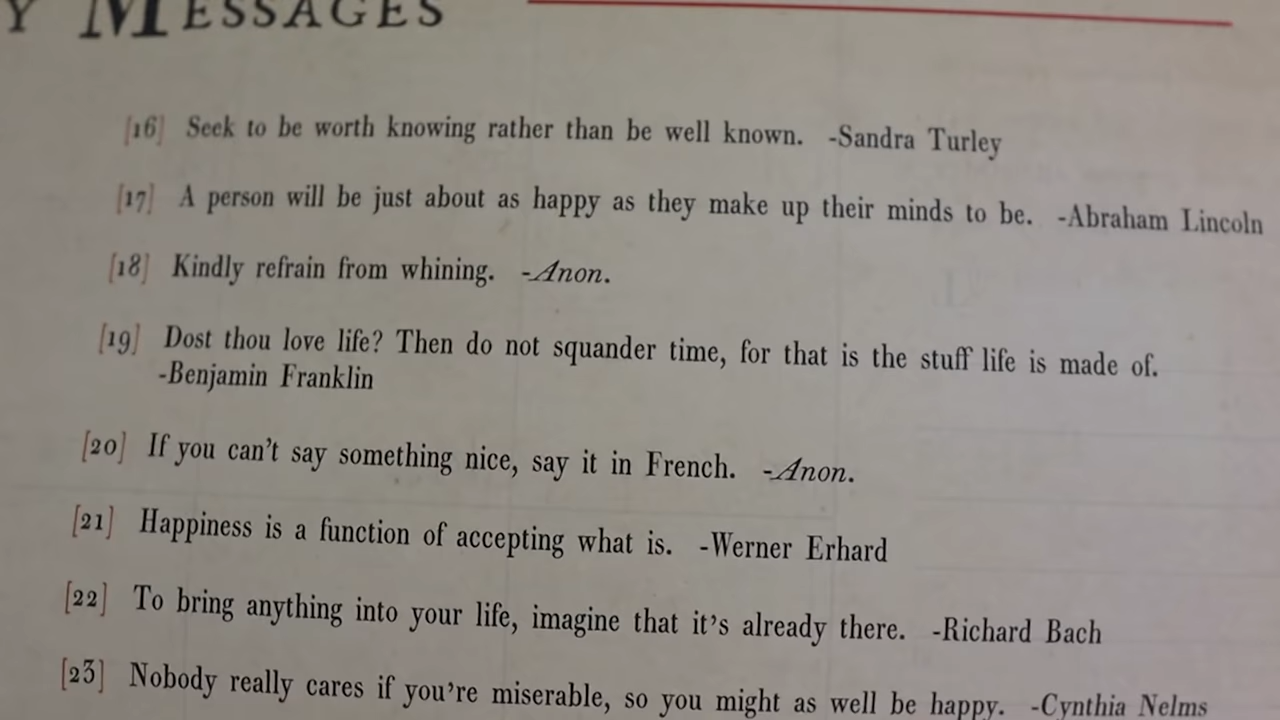 Y MESSAGES
[16] Seek to be worth knowing rather than be well known. -Sandra Turley
[17] A person will be just about as happy as they make up their minds to be. -Abraham Lincoln
[18] Kindly refrain from whining. -Anon.
[19] Dost thou love life? Then do not squander time, for that is the stuff life is made of.
-Benjamin Franklin
[20] If you can't say something nice, say it in French. -Anon.
[21] Happiness is a function of accepting what is. -Werner Erhard
[22] To bring anything into your life, imagine that it's already there. -Richard Bach
[23] Nobody really cares if you're miserable, so you might as well be happy. -Cynthia Nelms